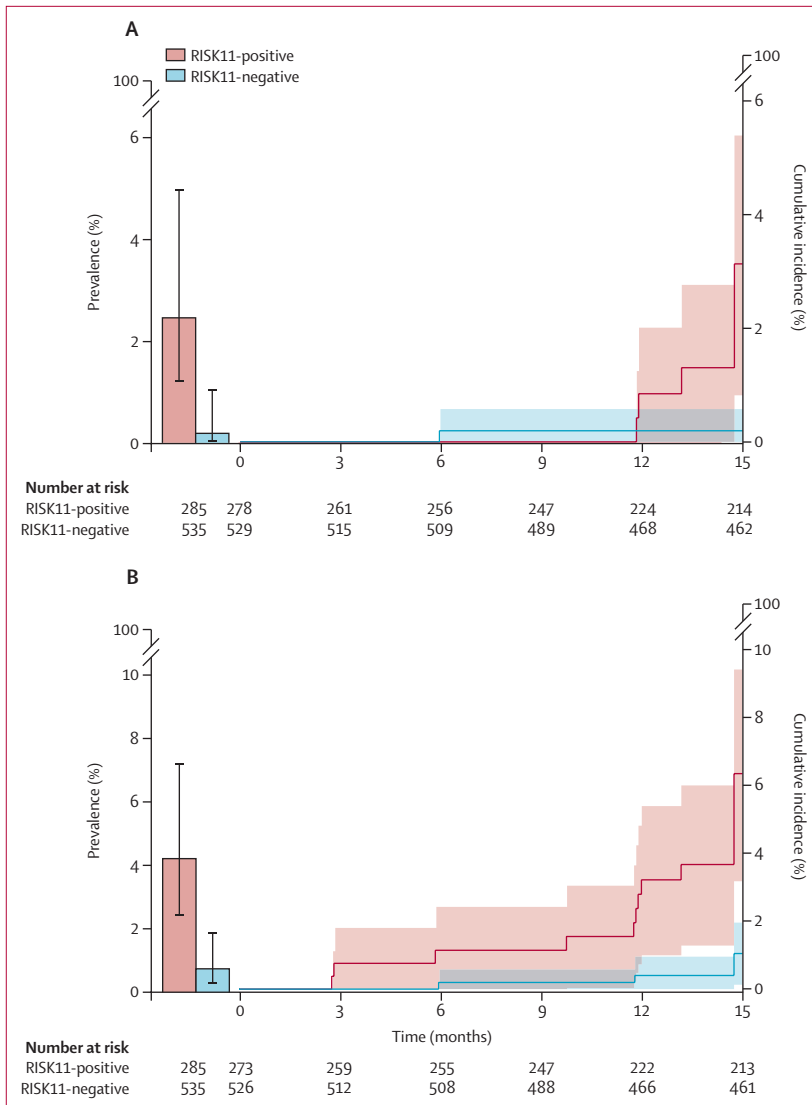 A
RISK11-positive
RISK11-negative
100
6
4
2
0
Prevalence (%)
100
6
4
2
0
Cumulative incidence (%)
0 3 6 9 12 15
Number at risk
RISK11-positive 285 278 261 256 247 224 214
RISK11-negative 535 529 515 509 489 468 462
B
100
10
8
6
4
2
0
Prevalence (%)
100
10
8
6
4
2
0
Cumulative incidence (%)
0 3 6 9 12 15
Time (months)
Number at risk
RISK11-positive 285 273 259 255 247 222 213
RISK11-negative 535 526 512 508 488 466 461